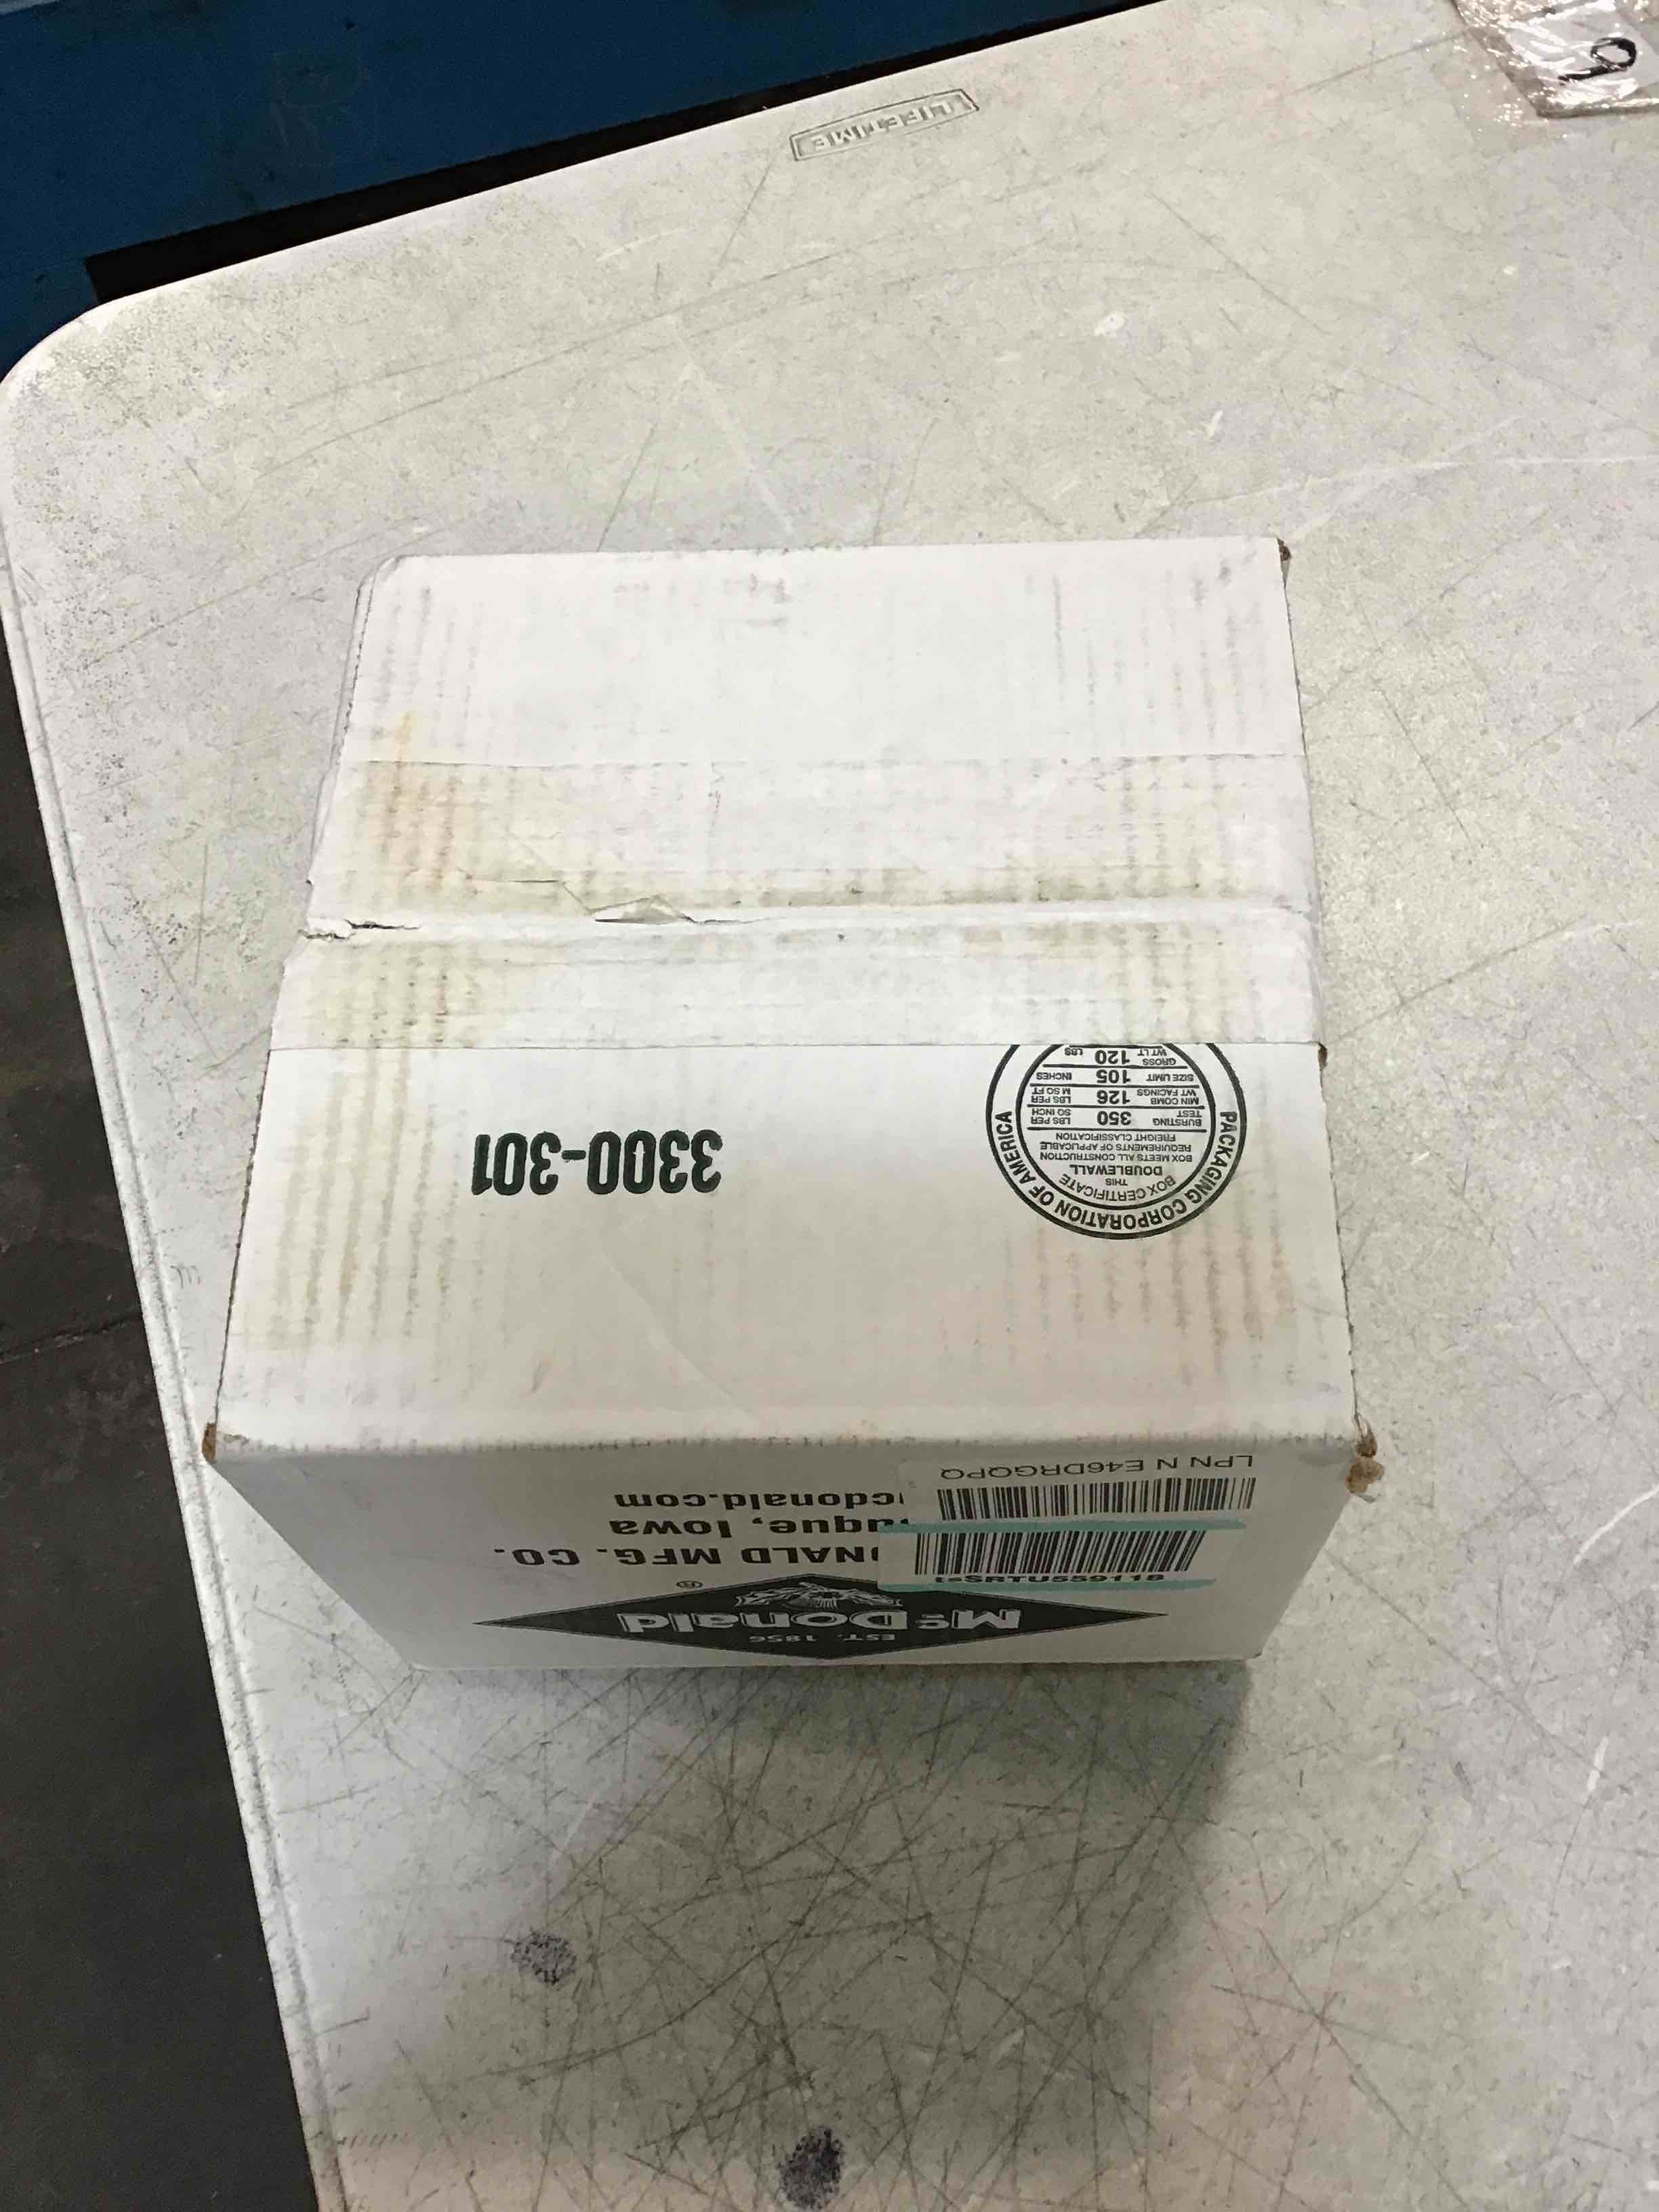 LIFETIME
9
EST. 1856
McDonald
®
NALD MFG. CO.
uque, Iowa
cdonald.com
tsSRTU559118
LPN N E46DRGQPQ
3300-301
PACKAGING CORPORATION OF AMERICA
BOX CERTIFICATE
THIS
DOUBLEWALL
BOX MEETS ALL CONSTRUCTION
REQUIREMENTS OF APPLICABLE
FREIGHT CLASSIFICATION
BURSTING TEST 350 LBS PER SQ INCH
MIN COMB WT FACINGS 126 LBS PER M SQ FT
SIZE LIMIT 105 INCHES
GROSS WT LT 120 LBS